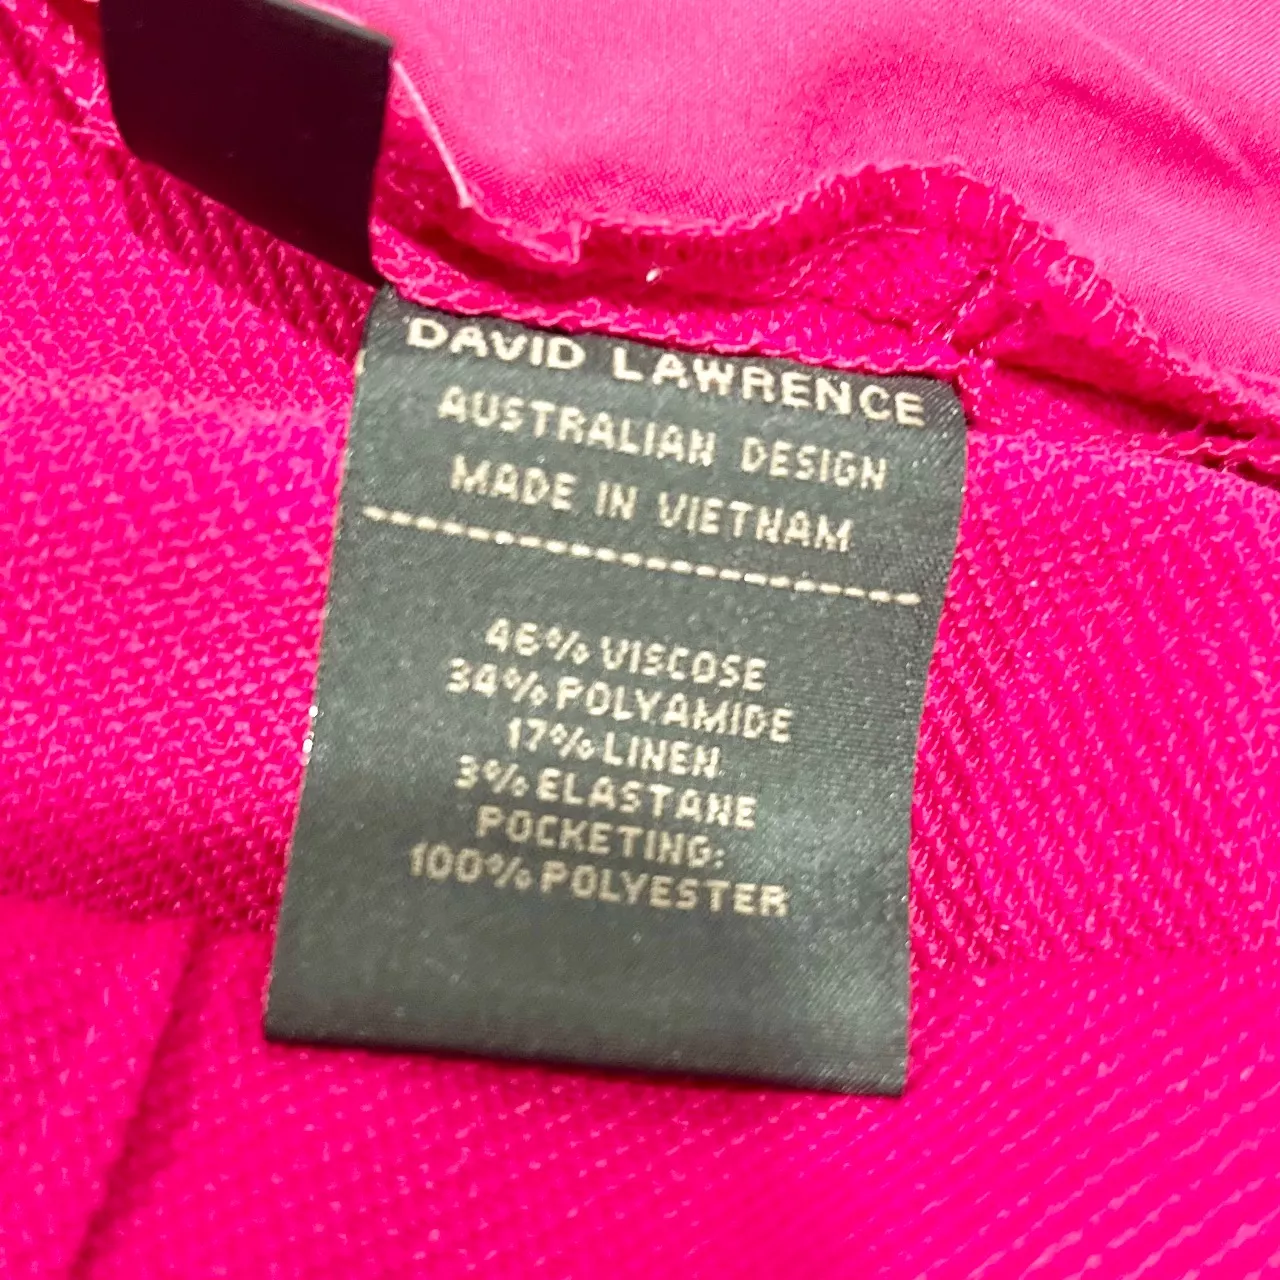 DAVID LAWRENCE
AUSTRALIAN DESIGN
MADE IN VIETNAM
46% VISCOSE
34% POLYAMIDE
17% LINEN
3% ELASTANE
POCKETING:
100% POLYESTER